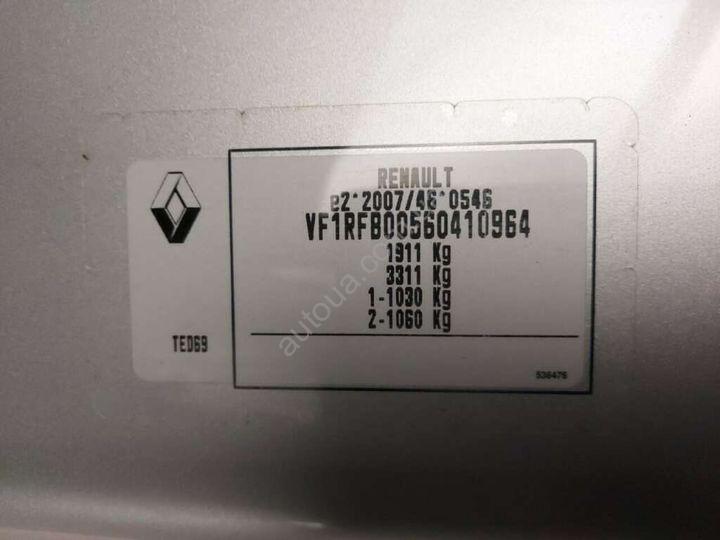 RENAULT
e2*2007/46*0546
VF1RFB00560410964
1911 Kg
3311 Kg
1-1030 Kg
2-1060 Kg
TED69
536476
autoua.com